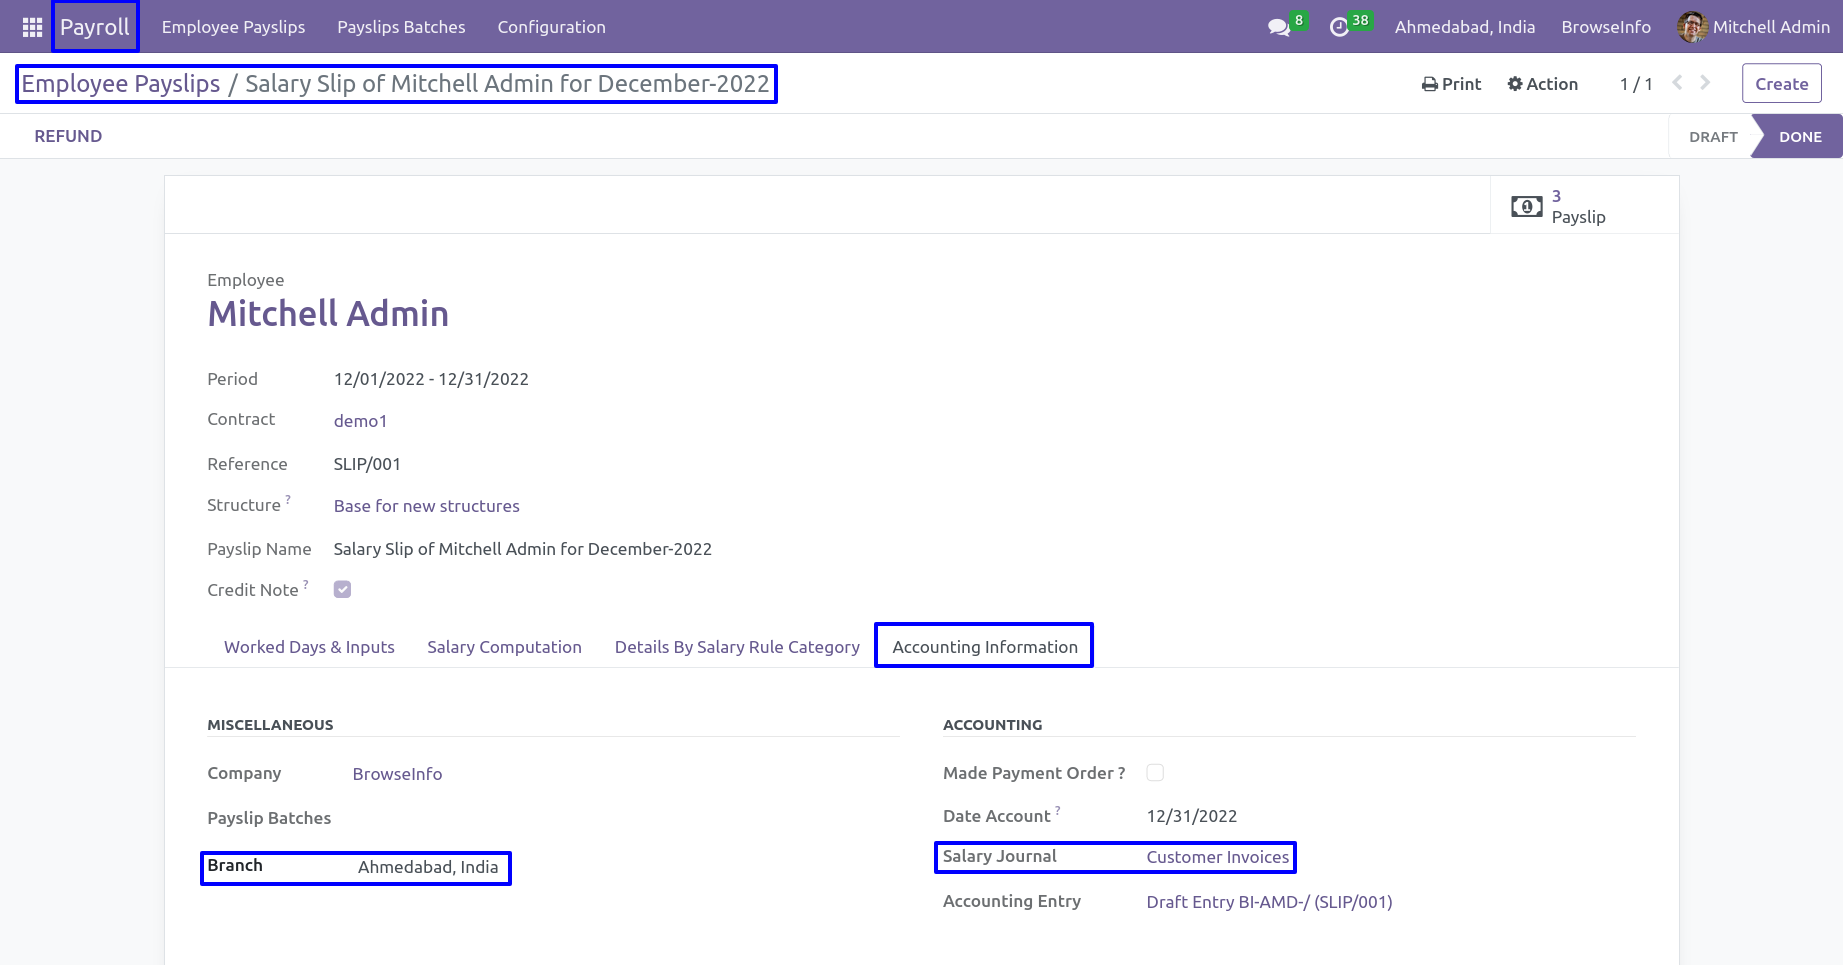 Payroll Employee Payslips Payslips Batches Configuration 8 38 Ahmedabad, India BrowseInfo Mitchell Admin
Employee Payslips / Salary Slip of Mitchell Admin for December-2022 Print Action 1 / 1 Create
REFUND DRAFT DONE
3
Payslip
Employee
Mitchell Admin
Period 12/01/2022 - 12/31/2022
Contract demo1
Reference SLIP/001
Structure ? Base for new structures
Payslip Name Salary Slip of Mitchell Admin for December-2022
Credit Note ?
Worked Days & Inputs Salary Computation Details By Salary Rule Category Accounting Information
MISCELLANEOUS ACCOUNTING
Company BrowseInfo Made Payment Order ?
Payslip Batches Date Account ? 12/31/2022
Branch Ahmedabad, India Salary Journal Customer Invoices
Accounting Entry Draft Entry BI-AMD-/ (SLIP/001)